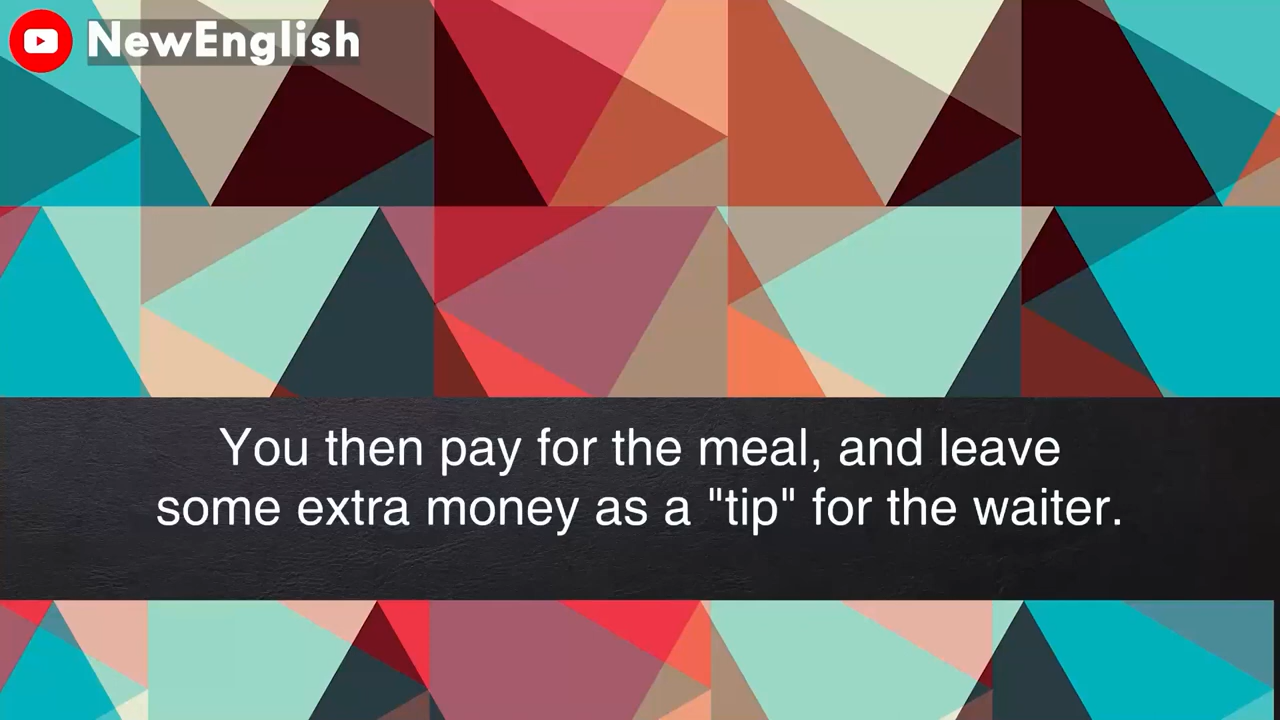 NewEnglish
You then pay for the meal, and leave
some extra money as a "tip" for the waiter.